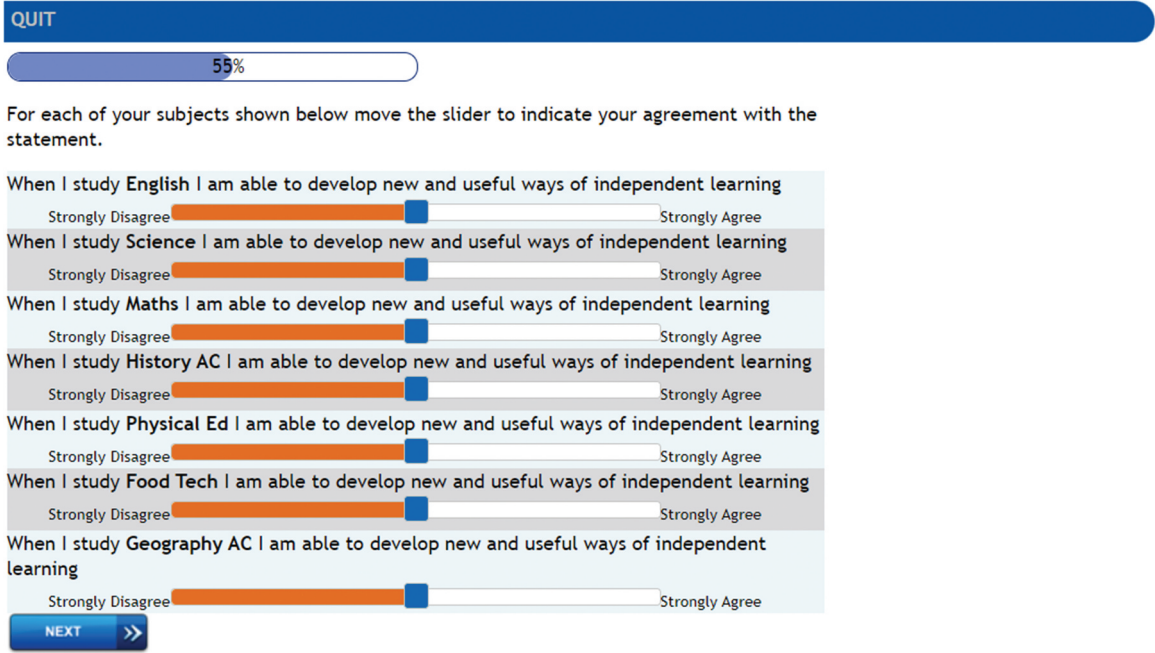 QUIT
55%
For each of your subjects shown below move the slider to indicate your agreement with the
statement.
When I study English I am able to develop new and useful ways of independent learning
Strongly Disagree Strongly Agree
When I study Science I am able to develop new and useful ways of independent learning
Strongly Disagree Strongly Agree
When I study Maths I am able to develop new and useful ways of independent learning
Strongly Disagree Strongly Agree
When I study History AC I am able to develop new and useful ways of independent learning
Strongly Disagree Strongly Agree
When I study Physical Ed I am able to develop new and useful ways of independent learning
Strongly Disagree Strongly Agree
When I study Food Tech I am able to develop new and useful ways of independent learning
Strongly Disagree Strongly Agree
When I study Geography AC I am able to develop new and useful ways of independent
learning
Strongly Disagree Strongly Agree
NEXT